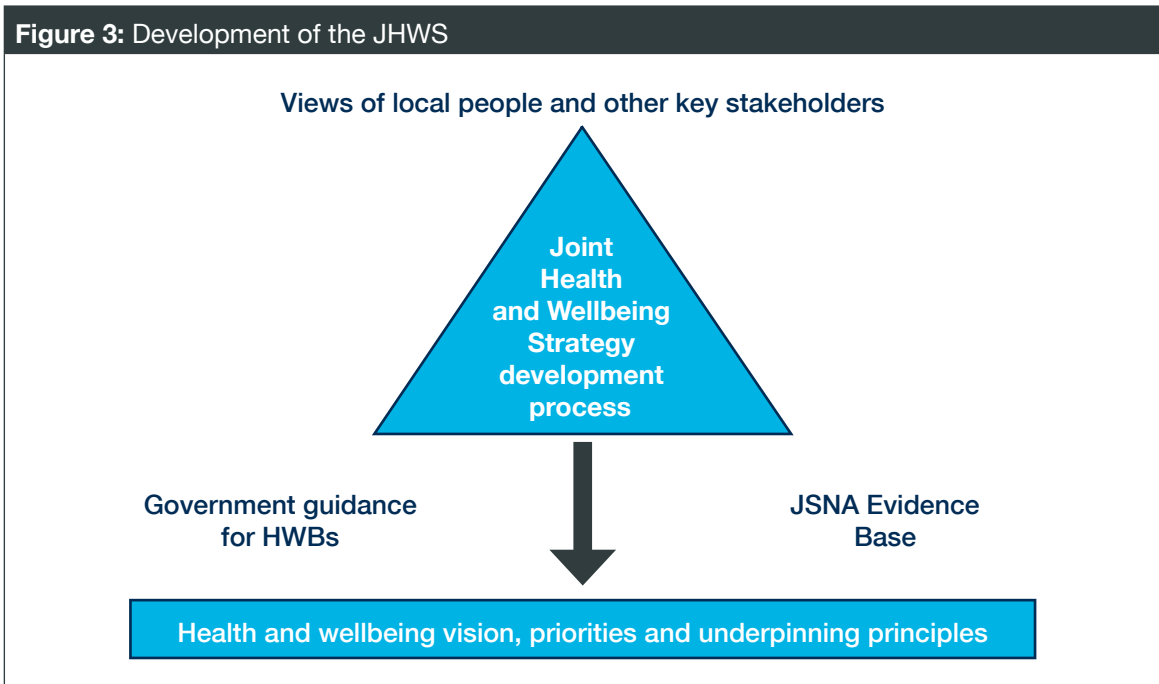 Figure 3: Development of the JHWS
Views of local people and other key stakeholders
Joint
Health
and Wellbeing
Strategy
development
process
Government guidance
for HWBs
JSNA Evidence
Base
Health and wellbeing vision, priorities and underpinning principles